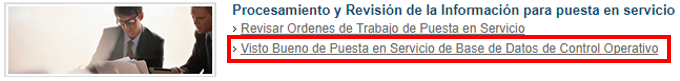 Procesamiento y Revisión de la Información para puesta en servicio
› Revisar Ordenes de Trabajo de Puesta en Servicio
› Visto Bueno de Puesta en Servicio de Base de Datos de Control Operativo